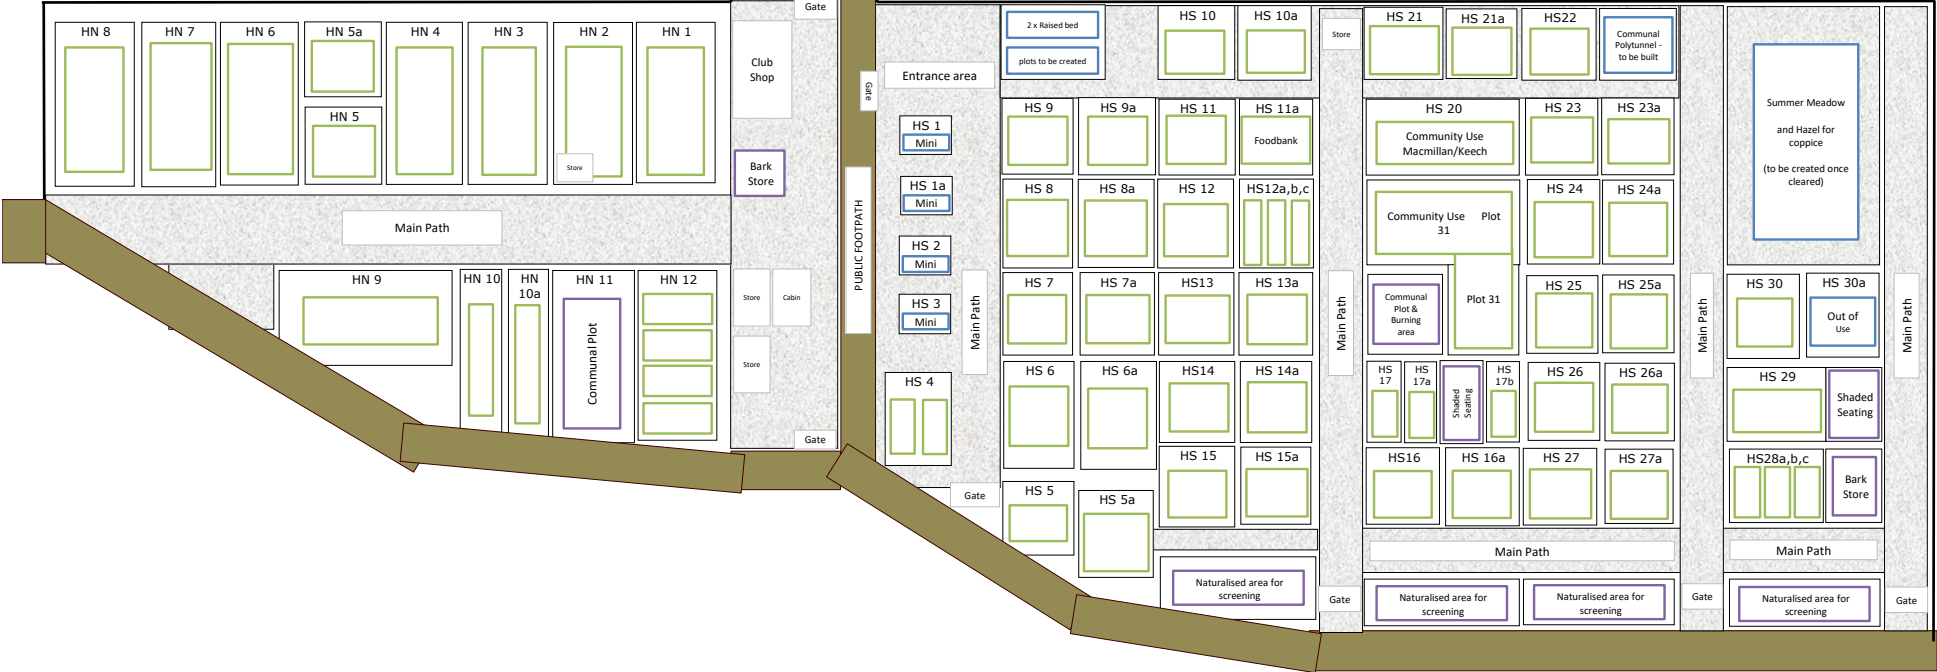 Gate
HN 8
HN 7
HN 6
HN 5a
HN 4
HN 3
HN 2
HN 1
HN 5
Store
Club
Shop
Bark
Store
Main Path
HN 9
HN 10
HN
10a
HN 11
Communal Plot
HN 12
Store
Cabin
Store
Gate
Gate
PUBLIC FOOTPATH
Entrance area
HS 1
Mini
HS 1a
Mini
HS 2
Mini
HS 3
Mini
Main Path
HS 4
Gate
2 x Raised bed
plots to be created
HS 10
HS 10a
HS 9
HS 9a
HS 11
HS 11a
Foodbank
HS 8
HS 8a
HS 12
HS12a,b,c
HS 7
HS 7a
HS13
HS 13a
HS 6
HS 6a
HS14
HS 14a
HS 15
HS 15a
HS 5
HS 5a
Naturalised area for
screening
Store
Main Path
Gate
HS 21
HS 21a
HS22
Communal
Polytunnel -
to be built
HS 20
Community Use
Macmillan/Keech
HS 23
HS 23a
Community Use Plot
31
HS 24
HS 24a
Communal
Plot &
Burning
area
Plot 31
HS 25
HS 25a
HS
17
HS
17a
Shaded
Seating
HS
17b
HS 26
HS 26a
HS16
HS 16a
HS 27
HS 27a
Main Path
Naturalised area for
screening
Naturalised area for
screening
Main Path
Gate
Summer Meadow
and Hazel for
coppice
(to be created once
cleared)
HS 30
HS 30a
Out of
Use
HS 29
Shaded
Seating
HS28a,b,c
Bark
Store
Main Path
Naturalised area for
screening
Main Path
Gate